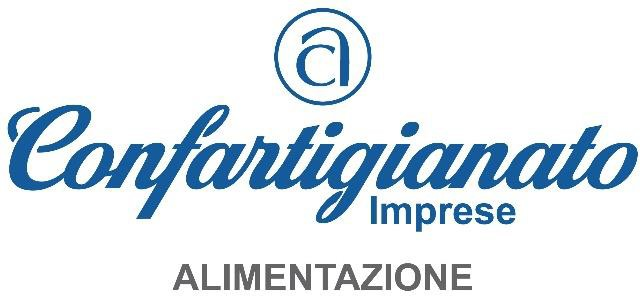 a
Confartigianato
Imprese
ALIMENTAZIONE